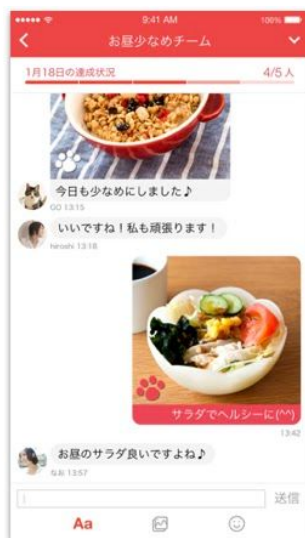 9:41 AM
100%
お昼少なめチーム
1月18日の達成状況
4/5人
今日も少なめにしました♪
GO 13:15
いいですね！私も頑張ります！
hiroshi 13:18
サラダでヘルシーに(^^)
13:42
お昼のサラダ良いですよね♪
なお 13:57
送信
Aa